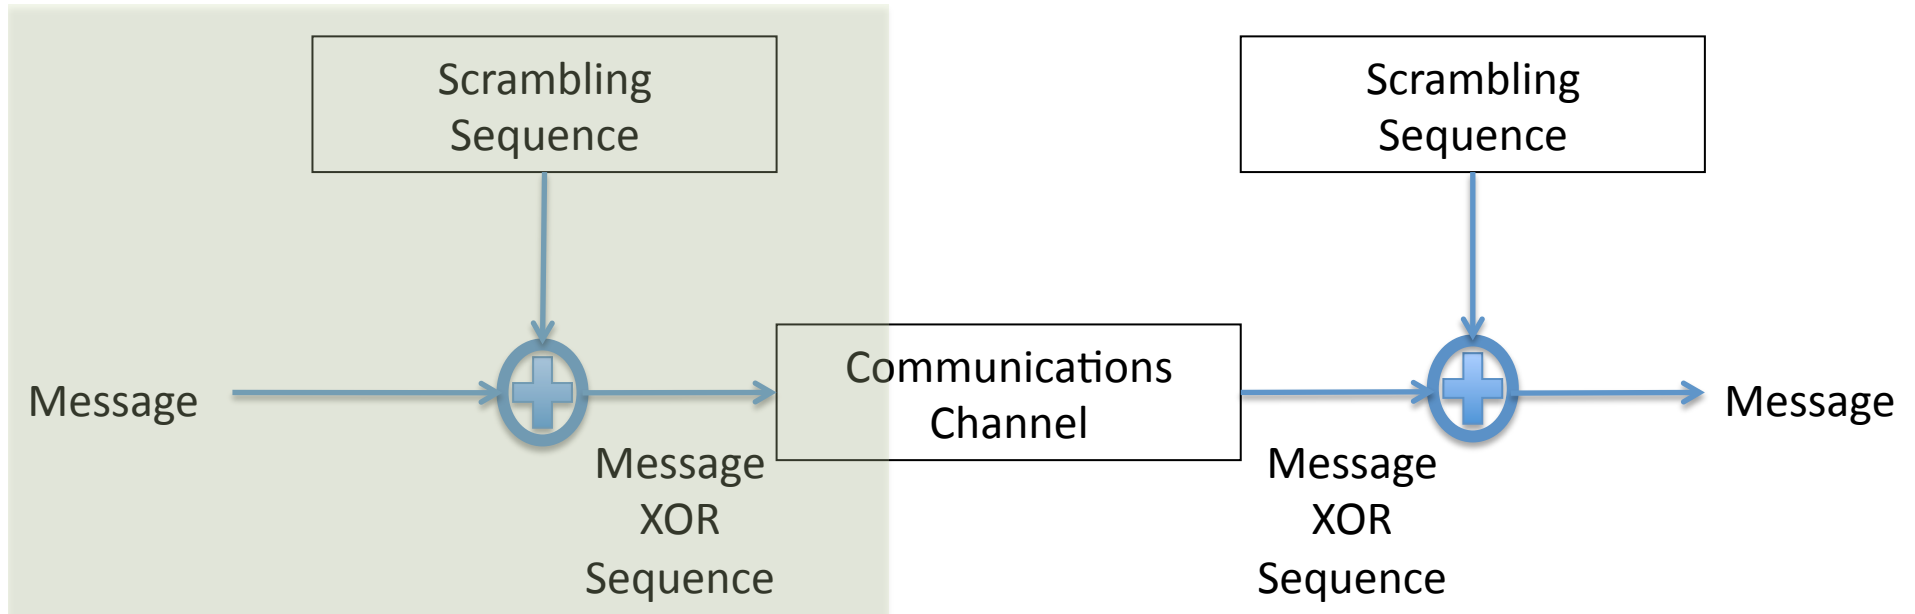 Scrambling
Sequence
Scrambling
Sequence
Message
Communications
Channel
Message
Message
XOR
Sequence
Message
XOR
Sequence